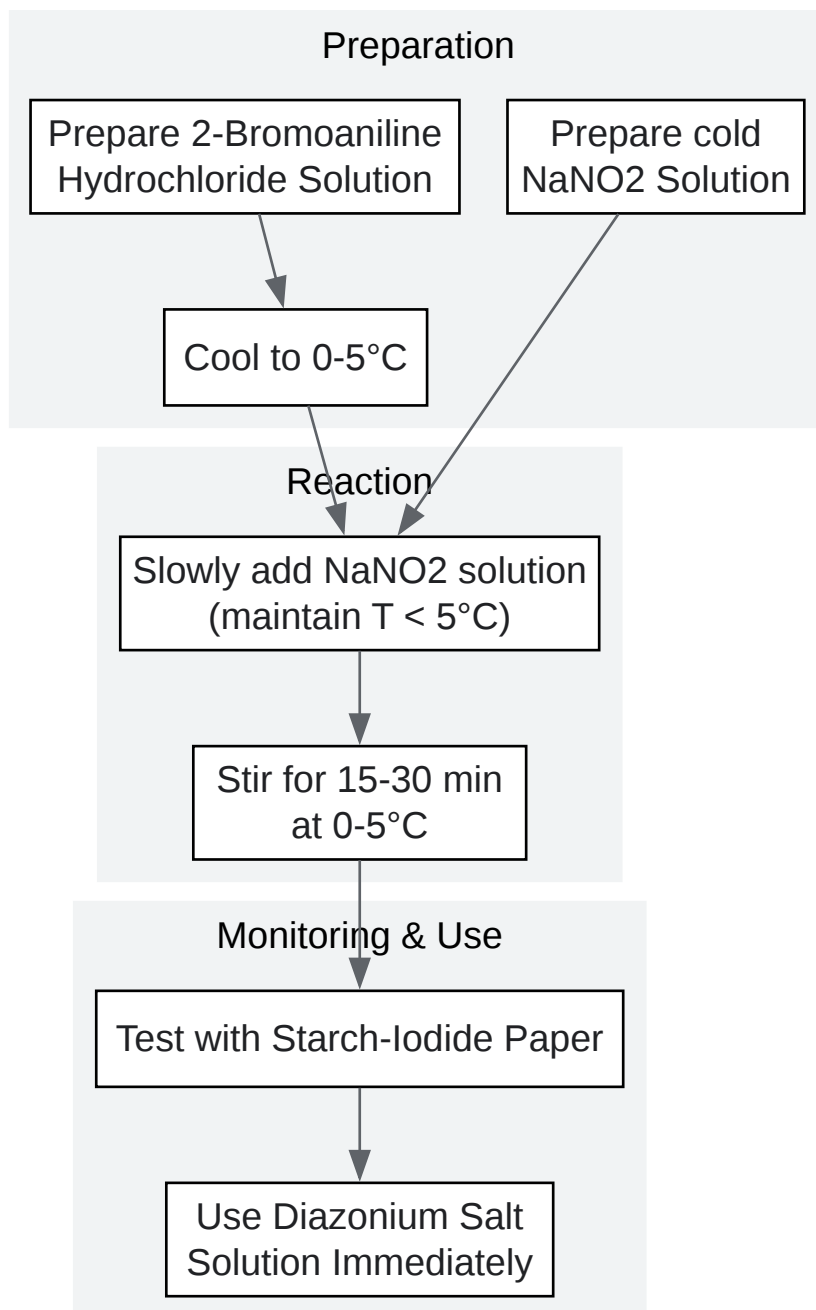 Preparation
Prepare 2-Bromoaniline
Hydrochloride Solution
Prepare cold
NaNO2 Solution
Cool to 0-5°C
Reaction
Slowly add NaNO2 solution
(maintain T < 5°C)
Stir for 15-30 min
at 0-5°C
Monitoring & Use
Test with Starch-Iodide Paper
Use Diazonium Salt
Solution Immediately